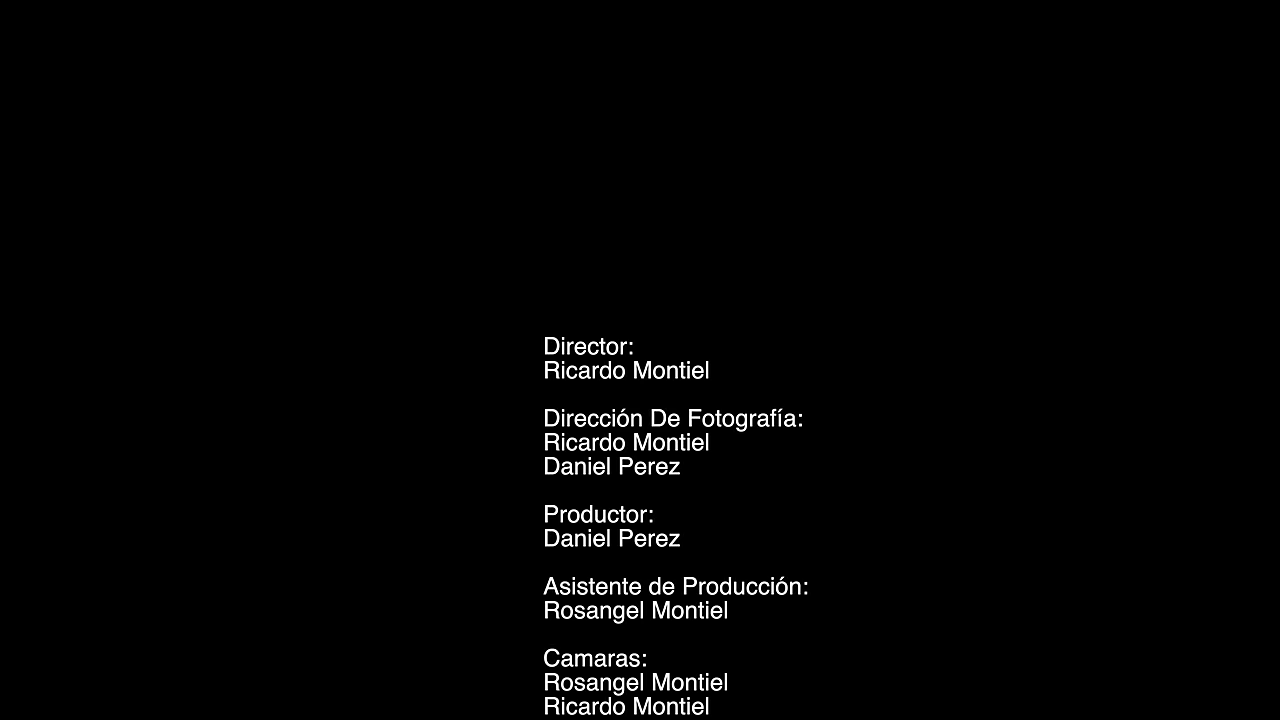 Director:
Ricardo Montiel
Dirección De Fotografía:
Ricardo Montiel
Daniel Perez
Productor:
Daniel Perez
Asistente de Producción:
Rosangel Montiel
Camaras:
Rosangel Montiel
Ricardo Montiel